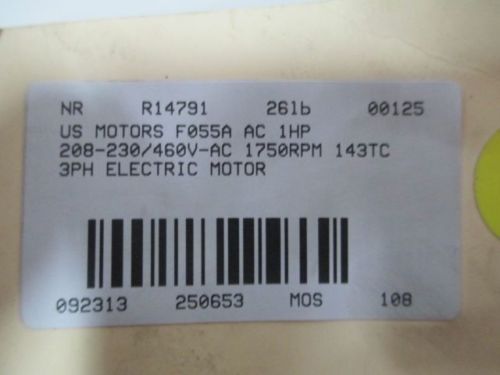 NR R14791 26lb 00125
US MOTORS F055A AC 1HP
208-230/460V-AC 1750RPM 143TC
3PH ELECTRIC MOTOR
092313 250653 MOS 108